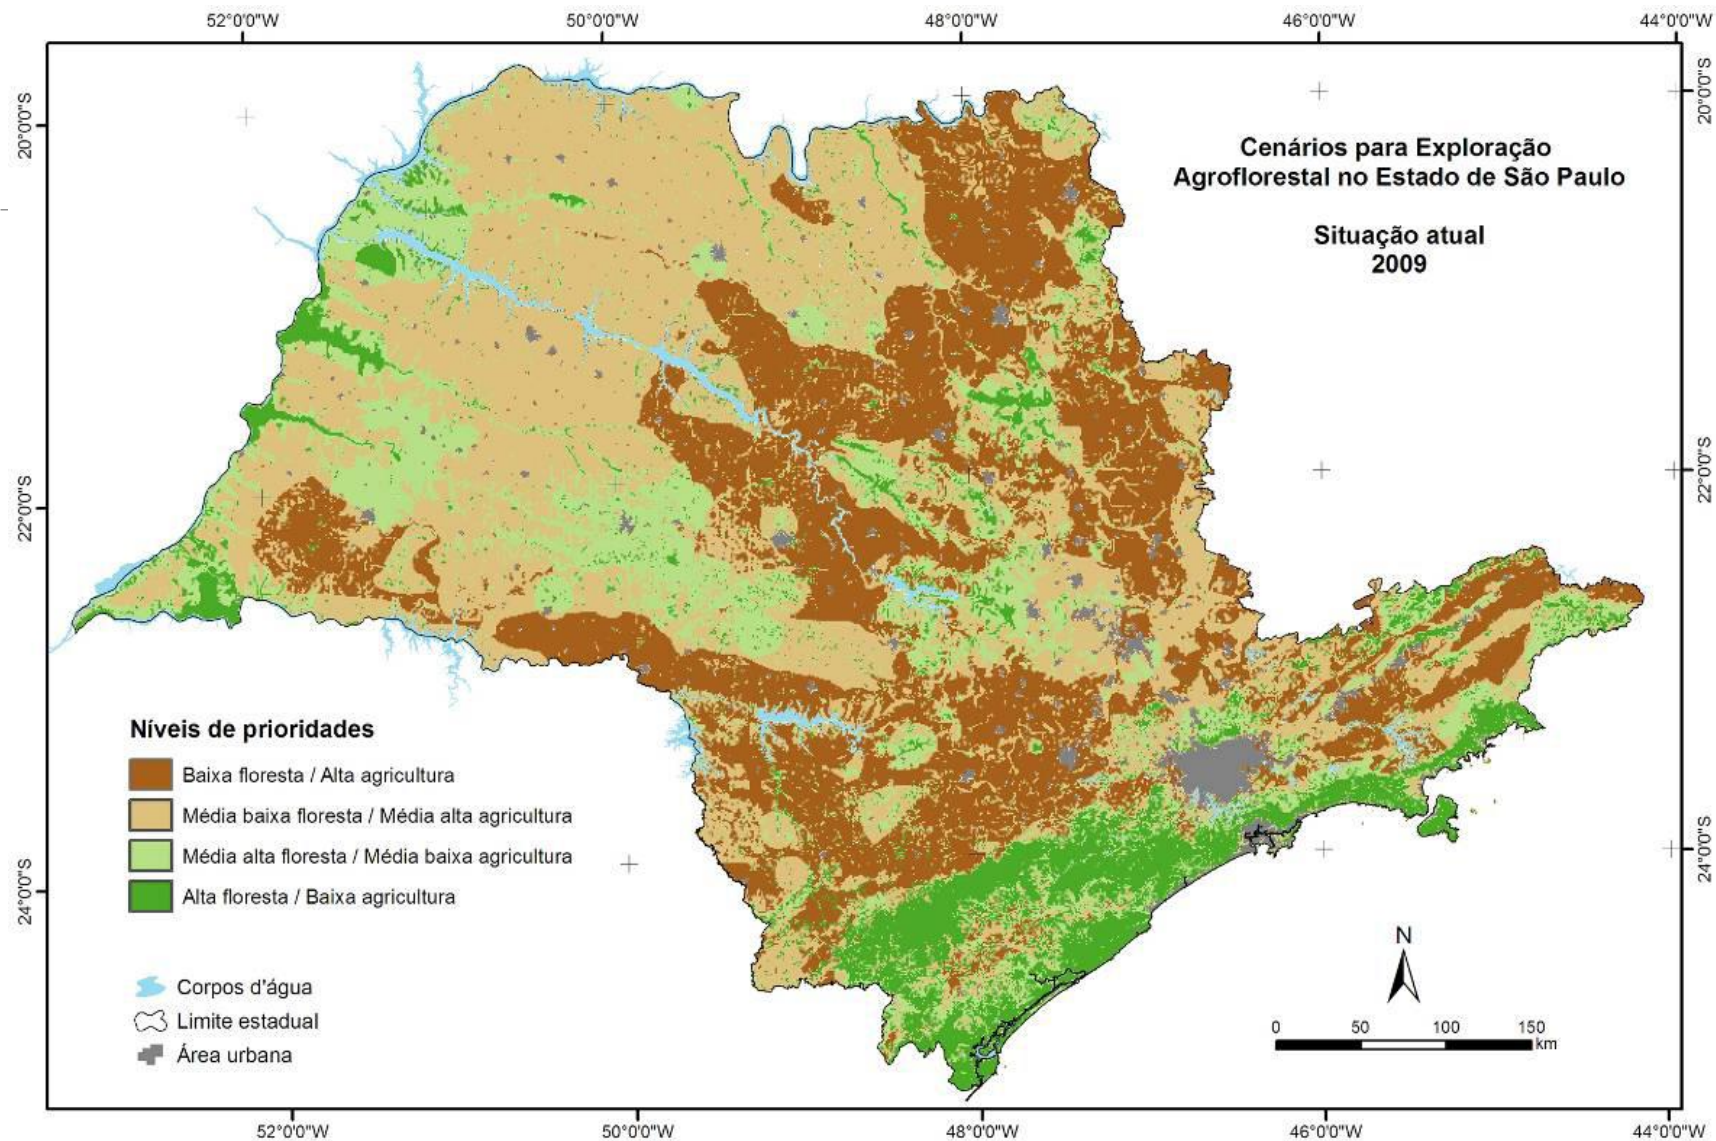 52°0'0"W
50°0'0"W
48°0'0"W
46°0'0"W
44°0'0"W
20°0'0"S
20°0'0"S
Cenários para Exploração
Agroflorestal no Estado de São Paulo
Situação atual
2009
22°0'0"S
22°0'0"S
Níveis de prioridades
Baixa floresta / Alta agricultura
Média baixa floresta / Média alta agricultura
Média alta floresta / Média baixa agricultura
Alta floresta / Baixa agricultura
24°0'0"S
24°0'0"S
Corpos d'água
Limite estadual
Área urbana
N
0 50 100 150
km
52°0'0"W
50°0'0"W
48°0'0"W
46°0'0"W
44°0'0"W